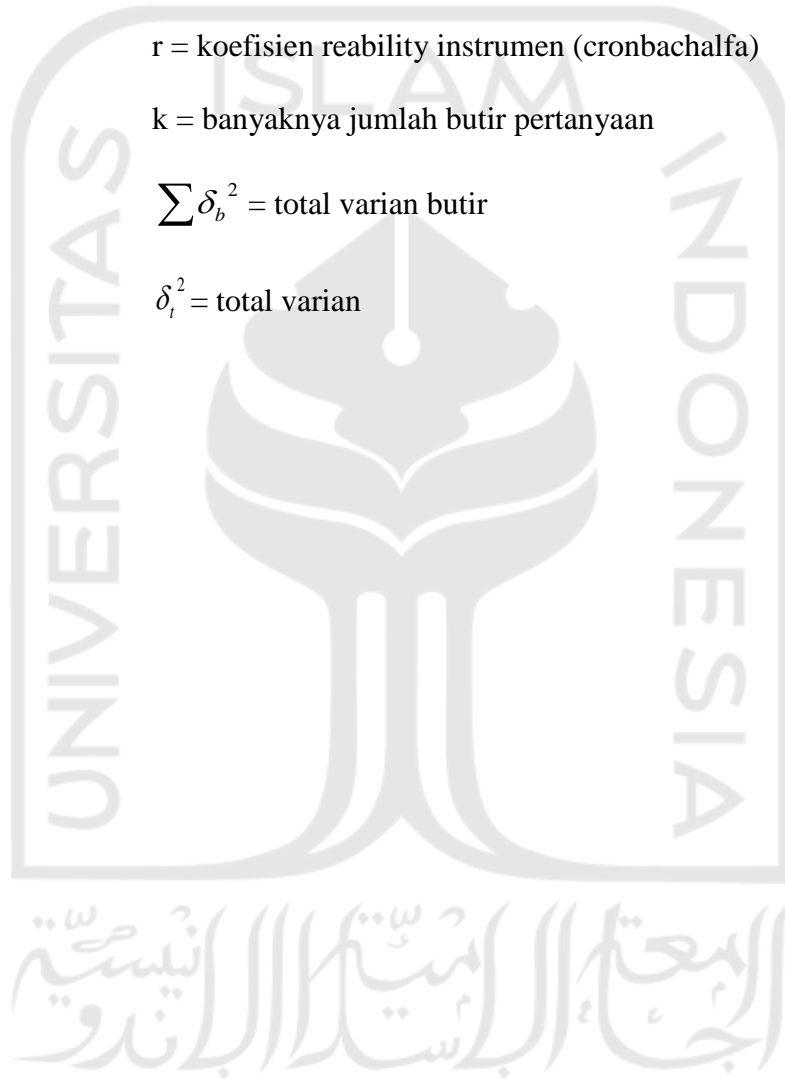 r = koefisien reability instrumen (cronbachalfa)
ISLAM
k = banyaknya jumlah butir pertanyaan
∑δ_b² = total varian butir
δ_t² = total varian
UNIVERSITAS
INDONESIA